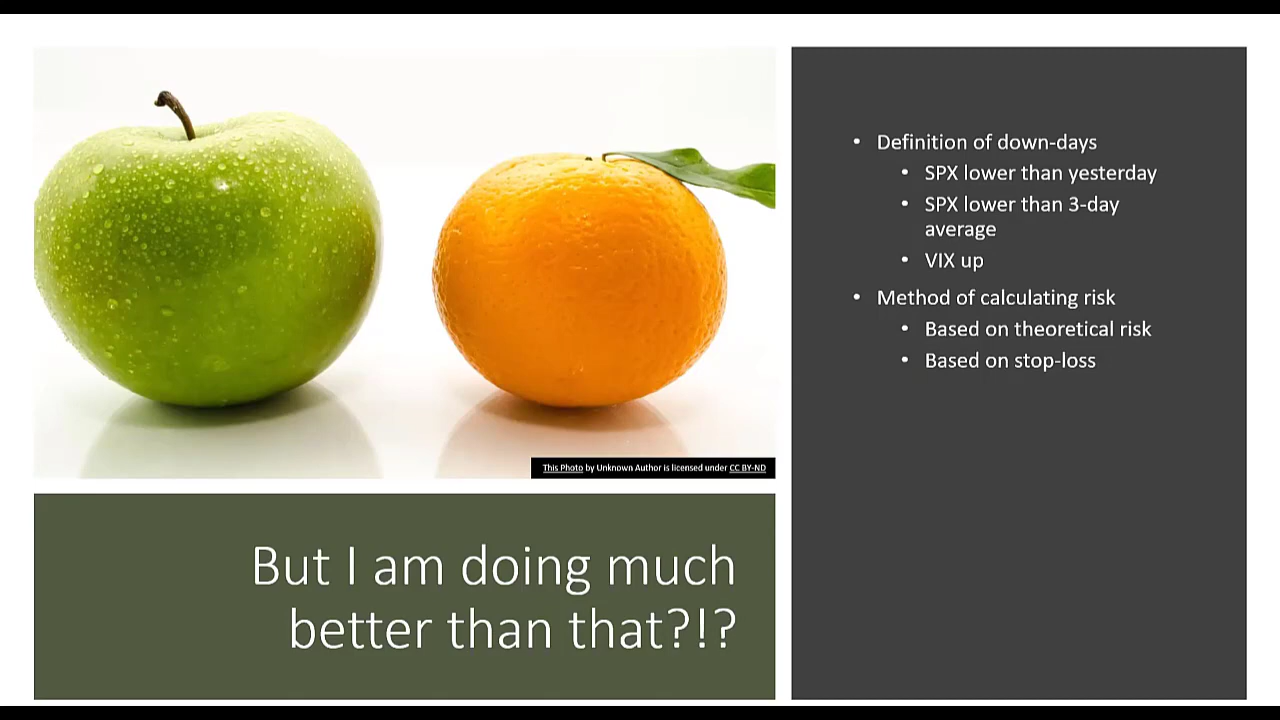 • Definition of down-days
• SPX lower than yesterday
• SPX lower than 3-day
average
• VIX up
• Method of calculating risk
• Based on theoretical risk
• Based on stop-loss
This Photo by Unknown Author is licensed under CC BY-ND
But I am doing much
better than that?!?